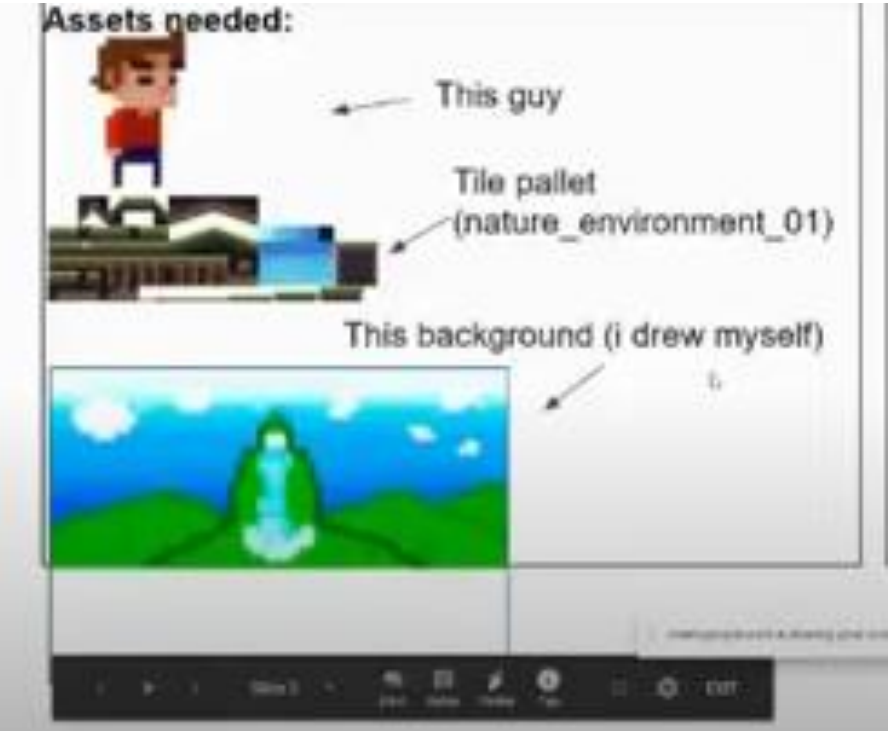 Assets needed:
This guy
Tile pallet
(nature_environment_01)
This background (i drew myself)
EXIT